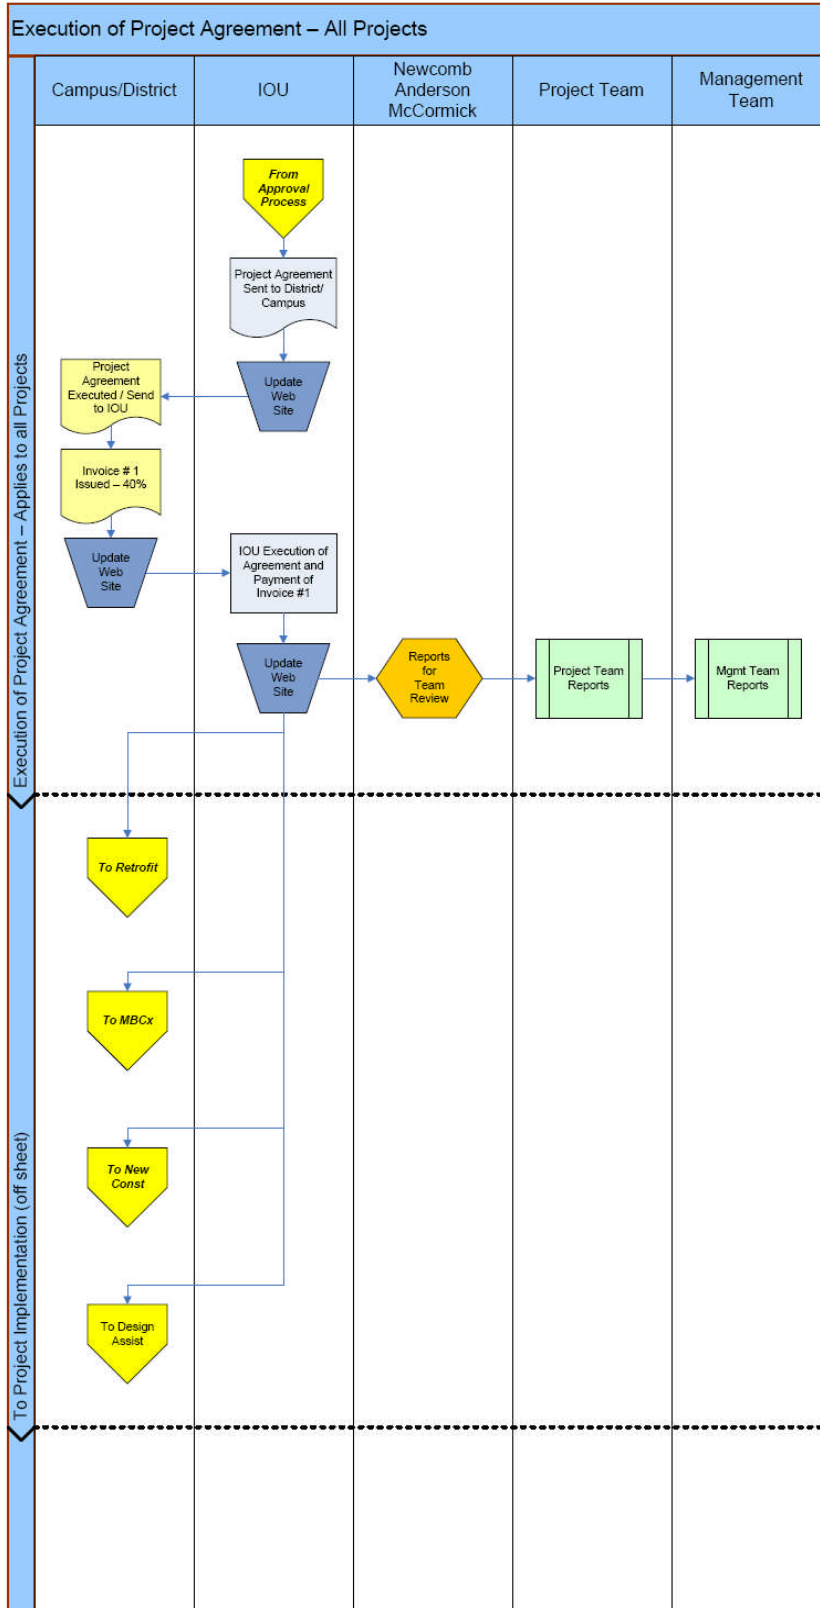 Execution of Project Agreement – All Projects
Campus/District
IOU
Newcomb
Anderson
McCormick
Project Team
Management
Team
Execution of Project Agreement – Applies to all Projects
From
Approval
Process
Project Agreement
Sent to District/
Campus
Update
Web
Site
Project
Agreement
Executed / Send
to IOU
Invoice # 1
Issued – 40%
Update
Web
Site
IOU Execution of
Agreement and
Payment of
Invoice #1
Update
Web
Site
Reports
for
Team
Review
Project Team
Reports
Mgmt Team
Reports
To Project Implementation (off sheet)
To Retrofit
To MBCx
To New
Const
To Design
Assist